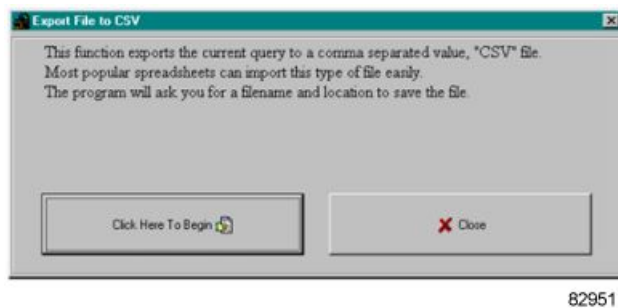 Export File to CSV
This function exports the current query to a comma separated value, "CSV" file.
Most popular spreadsheets can import this type of file easily.
The program will ask you for a filename and location to save the file.
Click Here To Begin
Close
82951